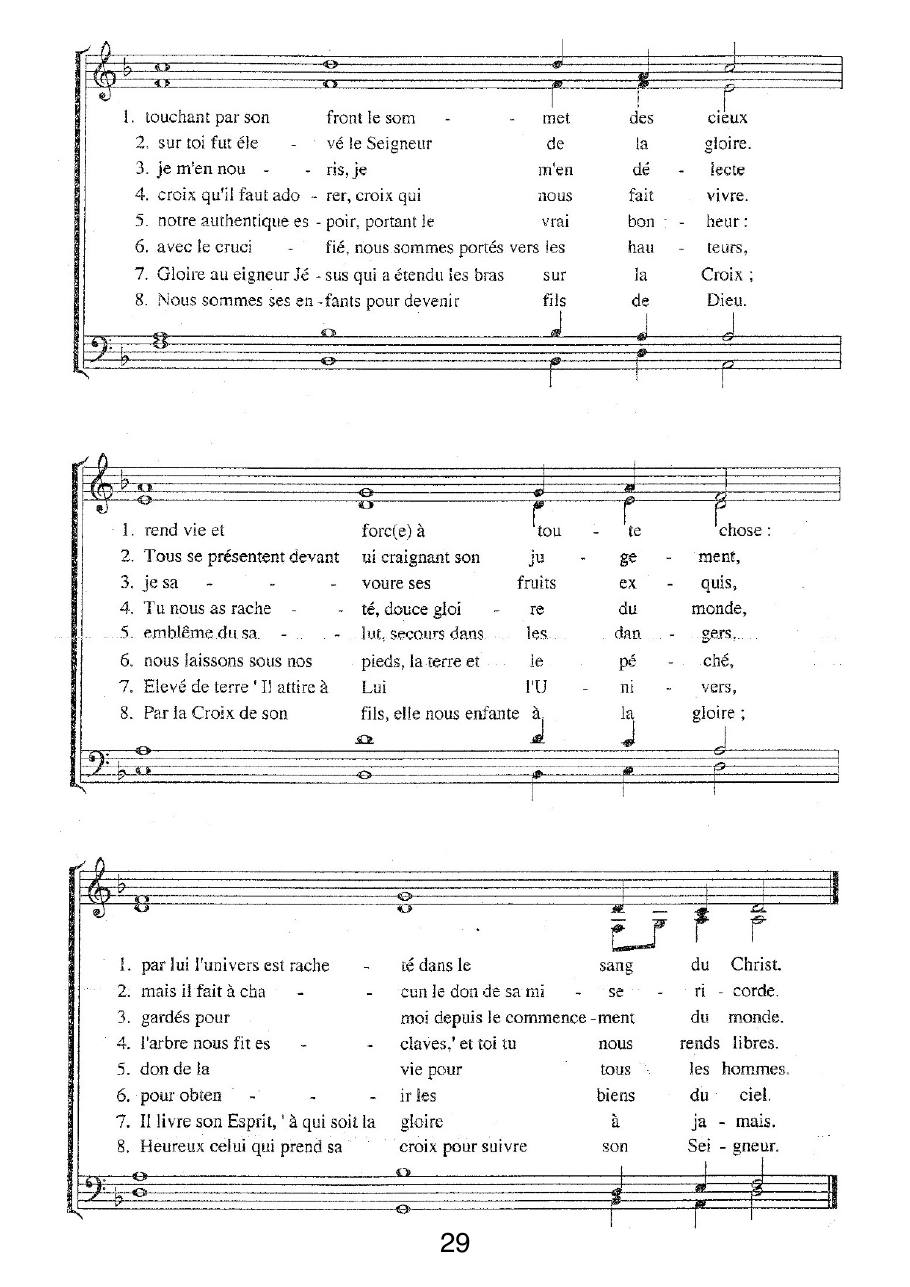 1. touchant par son front le som - - met des cieux
2. sur toi fut éle - vé le Seigneur de la gloire.
3. je m'en nou - - ris, je m'en dé - lecte
4. croix qu'il faut ado - rer, croix qui nous fait vivre.
5. notre authentique es - poir, portant le vrai bon - heur :
6. avec le cruci - fié, nous sommes portés vers les hau - teurs,
7. Gloire au eigneur Jé - sus qui a étendu les bras sur la Croix ;
8. Nous sommes ses en - fants pour devenir fils de Dieu.
1. rend vie et forc(e) à tou - te chose :
2. Tous se présentent devant ui craignant son ju - ge - ment,
3. je sa - - - voure ses fruits ex - quis,
4. Tu nous as rache - - té, douce gloi - re du monde,
5. emblême du sa - - lut, secours dans les dan - gers,
6. nous laissons sous nos pieds, la terre et le pé - ché,
7. Elevé de terre ' Il attire à Lui l'U - ni - vers,
8. Par la Croix de son fils, elle nous enfante à la gloire ;
1. par lui l'univers est rache - té dans le sang du Christ.
2. mais il fait à cha - - cun le don de sa mi - se - ri - corde.
3. gardés pour moi depuis le commence - ment du monde.
4. l'arbre nous fit es - - claves,' et toi tu nous rends libres.
5. don de la vie pour tous les hommes.
6. pour obten - - - ir les biens du ciel.
7. Il livre son Esprit, ' à qui soit la gloire à ja - mais.
8. Heureux celui qui prend sa croix pour suivre son Sei - gneur.
29